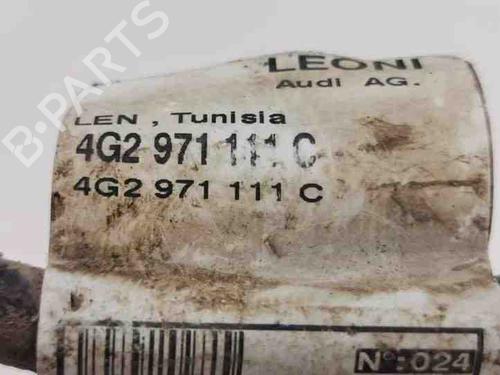 LEONI
Audi AG.
LEN , Tunisia
4G2 971 111 C
4G2 971 111 C
N°:024
B-PARTS